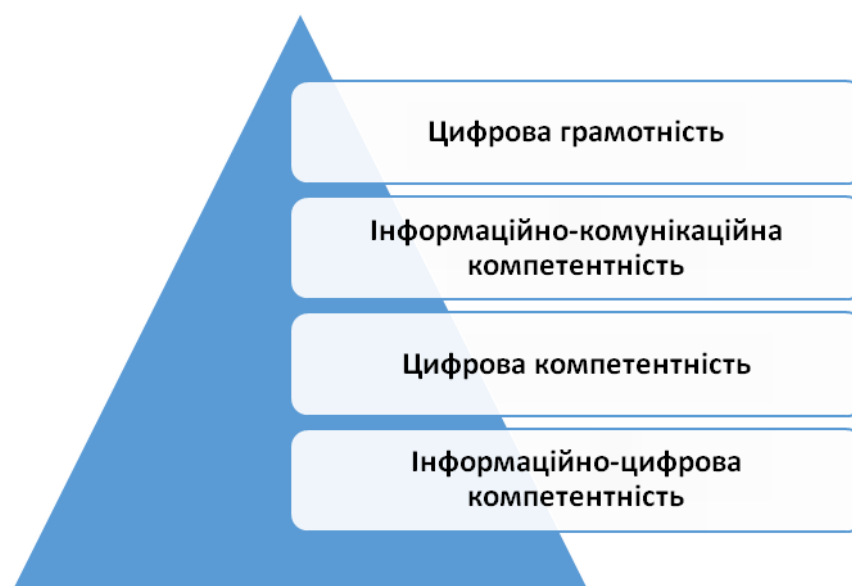 Цифрова грамотність
Інформаційно-комунікаційна
компетентність
Цифрова компетентність
Інформаційно-цифрова
компетентність